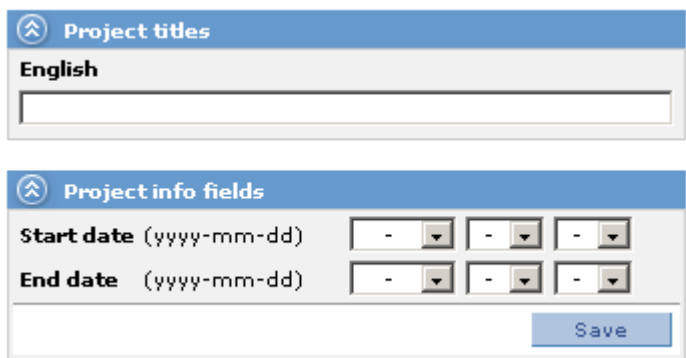 Project titles
English
Project info fields
Start date (yyyy-mm-dd) - - -
End date (yyyy-mm-dd) - - -
Save